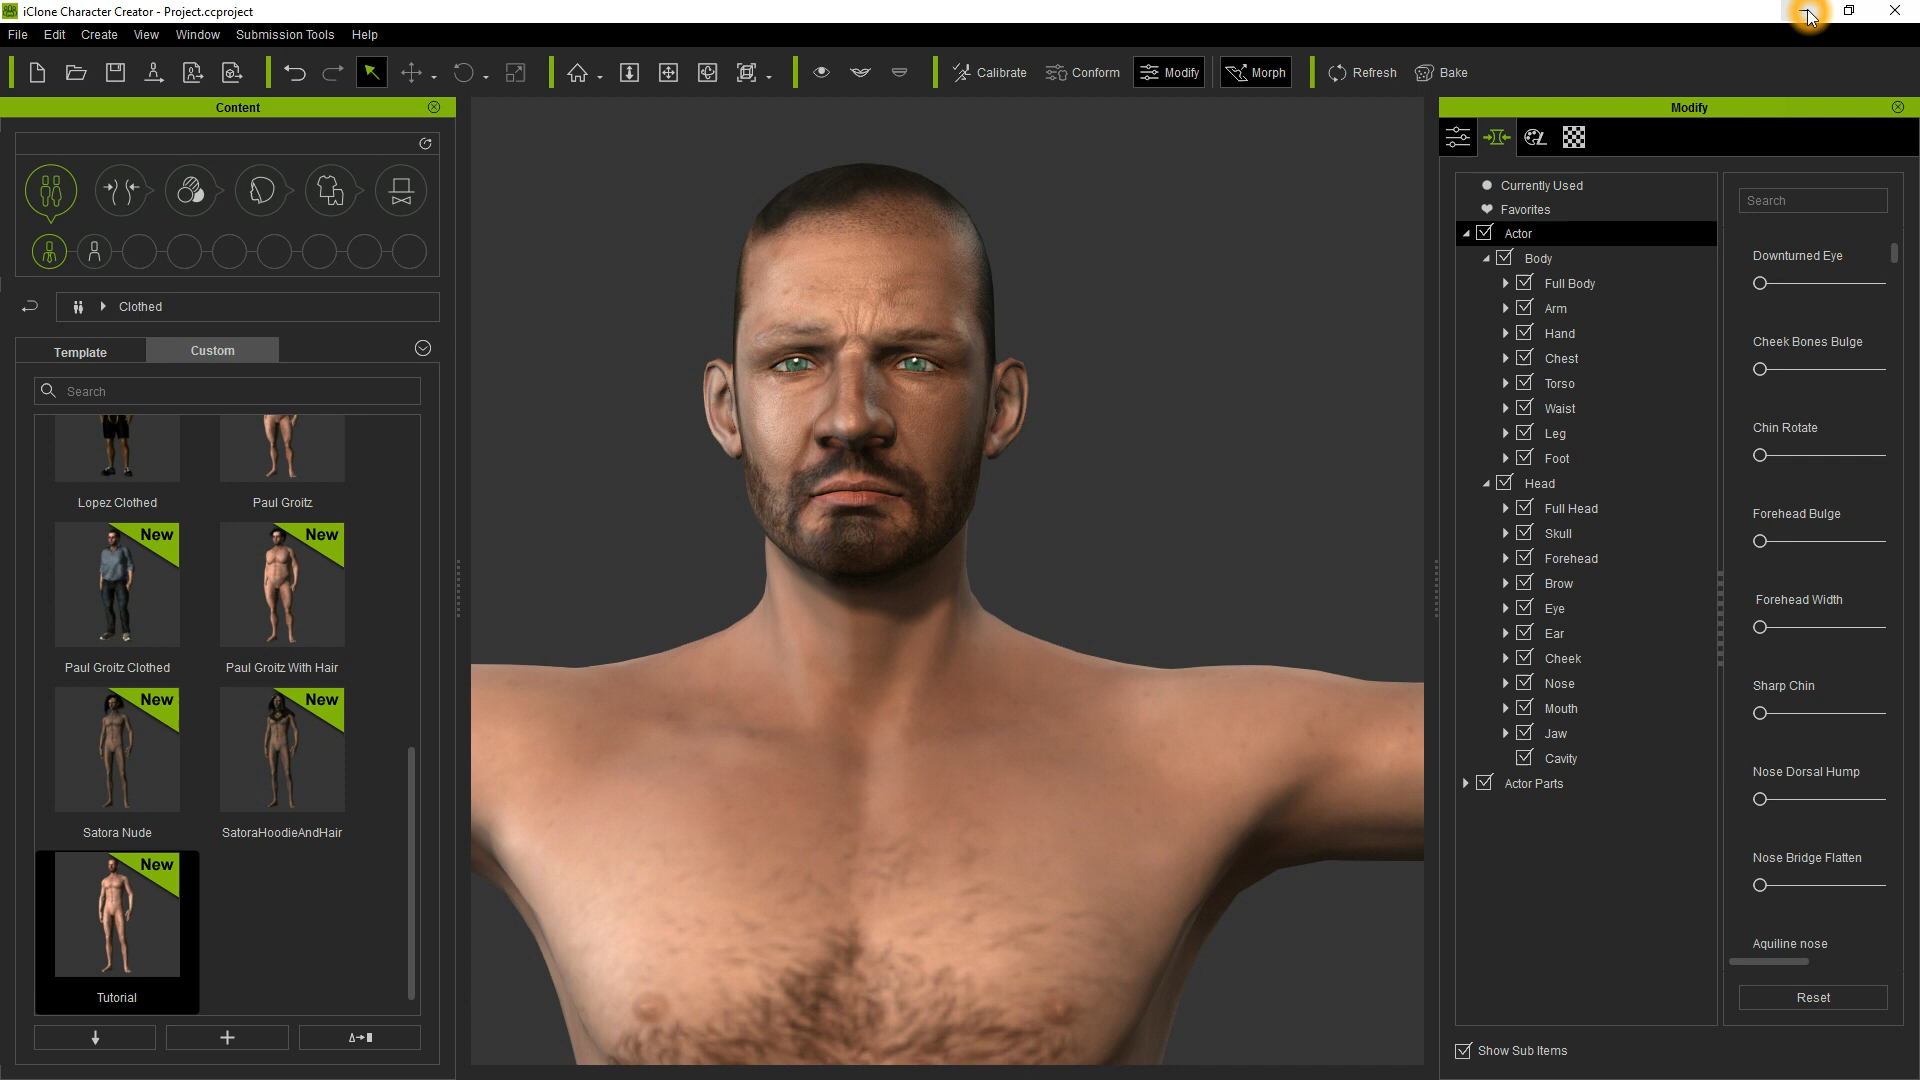 iClone Character Creator - Project.ccproject
File Edit Create View Window Submission Tools Help
Calibrate Conform Modify Morph Refresh Bake
Content
Clothed
Template Custom
Search
Lopez Clothed Paul Groitz
New New
Paul Groitz Clothed Paul Groitz With Hair
New New
Satora Nude SatoraHoodieAndHair
New
Tutorial
Modify
Currently Used
Favorites
Actor
Body
Full Body
Arm
Hand
Chest
Torso
Waist
Leg
Foot
Head
Full Head
Skull
Forehead
Brow
Eye
Ear
Cheek
Nose
Mouth
Jaw
Cavity
Actor Parts
Search
Downturned Eye
Cheek Bones Bulge
Chin Rotate
Forehead Bulge
Forehead Width
Sharp Chin
Nose Dorsal Hump
Nose Bridge Flatten
Aquiline nose
Reset
Show Sub Items